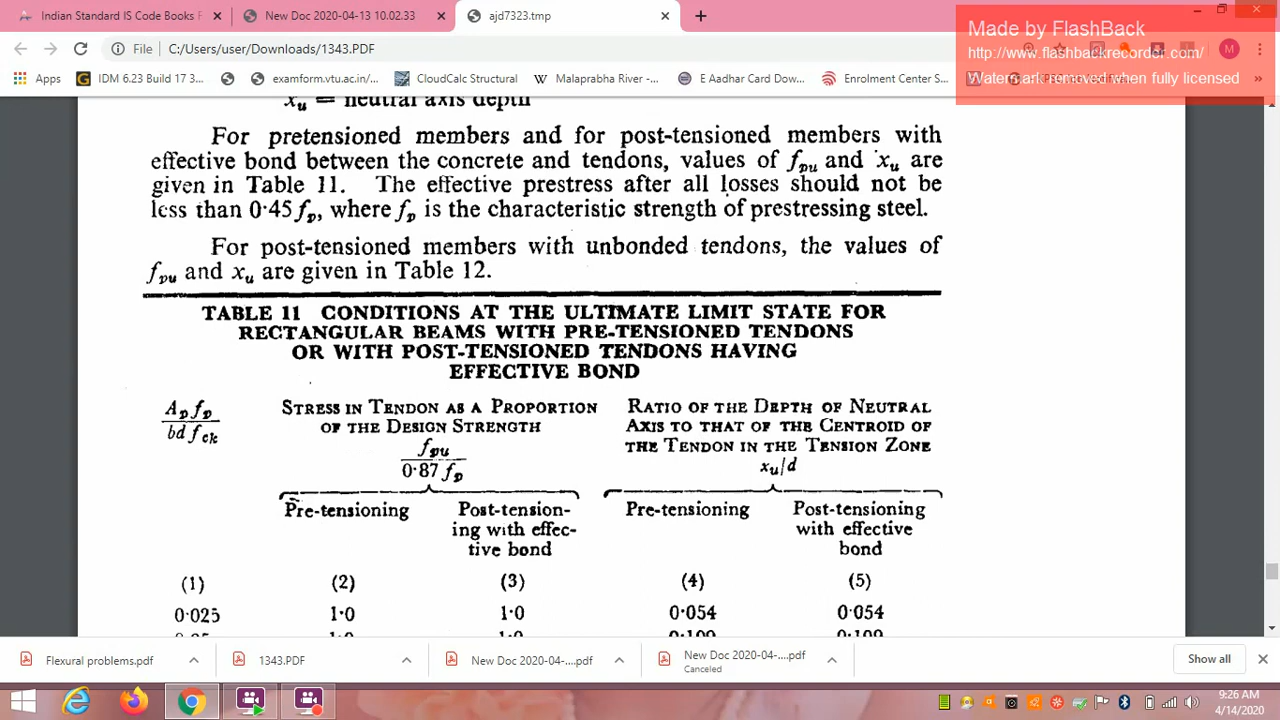 Indian Standard IS Code Books F
New Doc 2020-04-13 10.02.33
ajd7323.tmp
Made by FlashBack
http://www.flashbackrecorder.com/
Watermark removed when fully licensed
File
C:/Users/user/Downloads/1343.PDF
M
Apps
IDM 6.23 Build 17 3...
examform.vtu.ac.in/...
CloudCalc Structural
Malaprabha River -...
E Aadhar Card Dow...
Enrolment Center S...
xu = neutral axis depth
For pretensioned members and for post-tensioned members with
effective bond between the concrete and tendons, values of fpu and xu are
given in Table 11. The effective prestress after all losses should not be
less than 0·45 fp, where fp is the characteristic strength of prestressing steel.
For post-tensioned members with unbonded tendons, the values of
fpu and xu are given in Table 12.
TABLE 11 CONDITIONS AT THE ULTIMATE LIMIT STATE FOR
RECTANGULAR BEAMS WITH PRE-TENSIONED TENDONS
OR WITH POST-TENSIONED TENDONS HAVING
EFFECTIVE BOND
Ap fp
bd fck
STRESS IN TENDON AS A PROPORTION
OF THE DESIGN STRENGTH
fpu
0·87 fp
RATIO OF THE DEPTH OF NEUTRAL
AXIS TO THAT OF THE CENTROID OF
THE TENDON IN THE TENSION ZONE
xu/d
Pre-tensioning
Post-tension-
ing with effec-
tive bond
Pre-tensioning
Post-tensioning
with effective
bond
(1) (2) (3) (4) (5)
0·025 1·0 1·0 0·054 0·054
Flexural problems.pdf
1343.PDF
New Doc 2020-04-....pdf
New Doc 2020-04-....pdf
Canceled
Show all
9:26 AM
4/14/2020